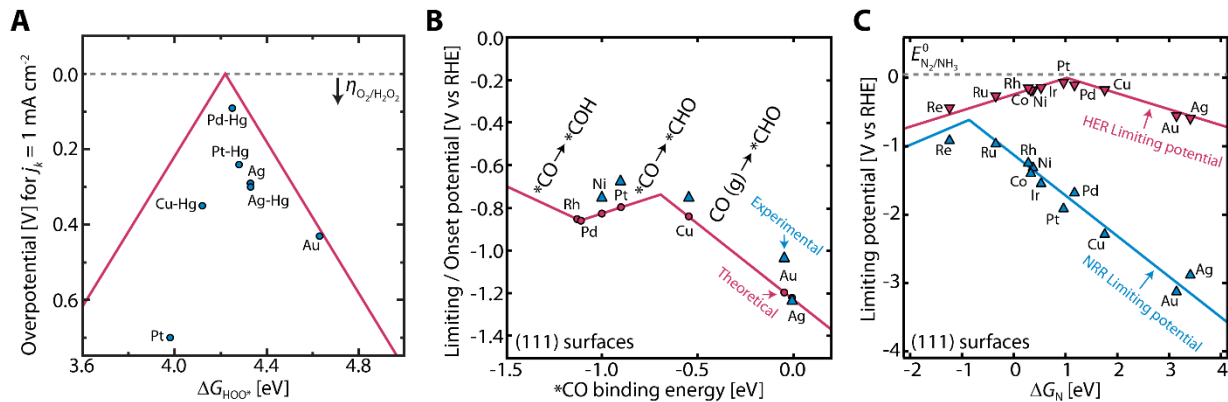 A
Overpotential [V] for jₖ = 1 mA cm⁻²
0.0
0.2
0.4
0.6
η O₂/H₂O₂
Pd-Hg
Pt-Hg
Ag
Ag-Hg
Cu-Hg
Au
Pt
3.6
4.0
4.4
4.8
ΔG HOO* [eV]
B
Limiting / Onset potential [V vs RHE]
0.0
-0.2
-0.4
-0.6
-0.8
-1.0
-1.2
-1.4
*CO→*COH
*CO→*CHO
CO (g)→*CHO
Ni
Pt
Rh
Pd
Cu
Experimental
Au
Theoretical
Ag
(111) surfaces
-1.5
-1.0
-0.5
0.0
*CO binding energy [eV]
C
Limiting potential [V vs RHE]
0
-1
-2
-3
-4
E⁰ N₂/NH₃
Pt
Rh
Cu
Ru
Co
Ni
Ir
Pd
Ag
Re
Au
HER Limiting potential
Re
Ru
Rh
Ni
Co
Ir
Pd
Pt
Cu
Ag
NRR Limiting potential
Au
(111) surfaces
-2
-1
0
1
2
3
4
ΔG N [eV]